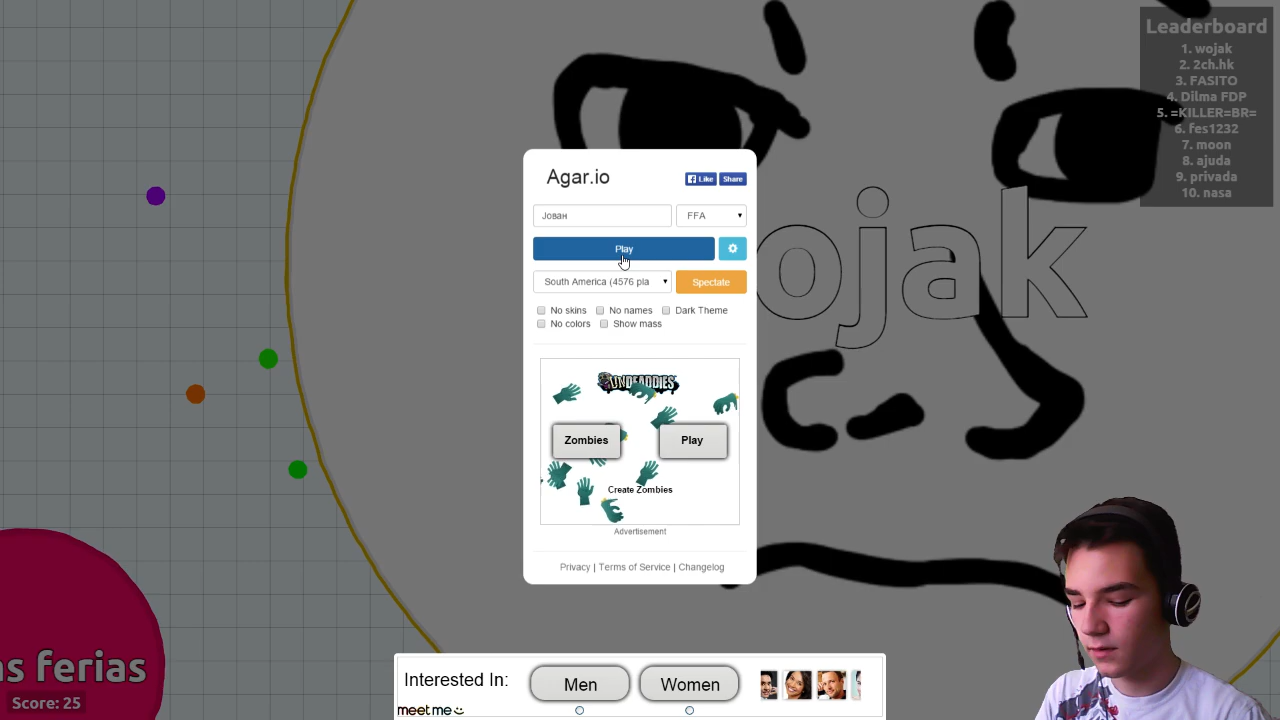 Leaderboard
1. wojak
2. 2ch.hk
3. FASITO
4. Dilma FDP
5. =KILLER=BR=
6. fes1232
7. moon
8. ajuda
9. privada
10. nasa
Agar.io
Like
Share
Јован
FFA
Play
South America (4576 pla
Spectate
No skins
No names
Dark Theme
No colors
Show mass
ojak
UNDEADDIES
Zombies
Play
Create Zombies
Advertisement
Privacy | Terms of Service | Changelog
as ferias
Score: 25
Interested In:
Men
Women
meet me